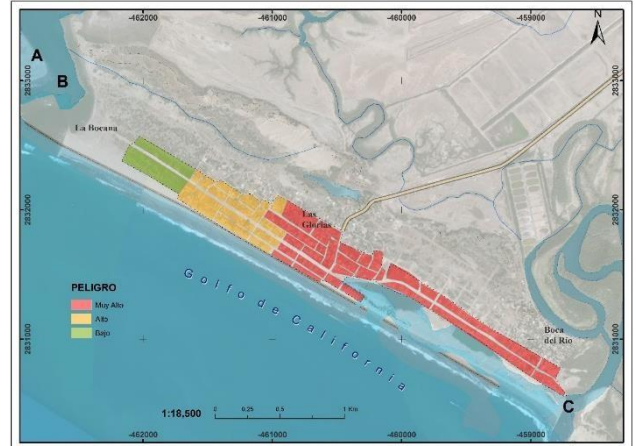 -462000
-461000
-460000
-459000
N
A
B
2833000
2833000
La Bocana
2832000
2832000
Las
Glorias
Golfo de California
PELIGRO
Muy Alto
Alto
Bajo
2831000
2831000
Boca
del Río
C
1:18,500
0
0.25
0.5
1 Km
-462000
-461000
-460000
-459000